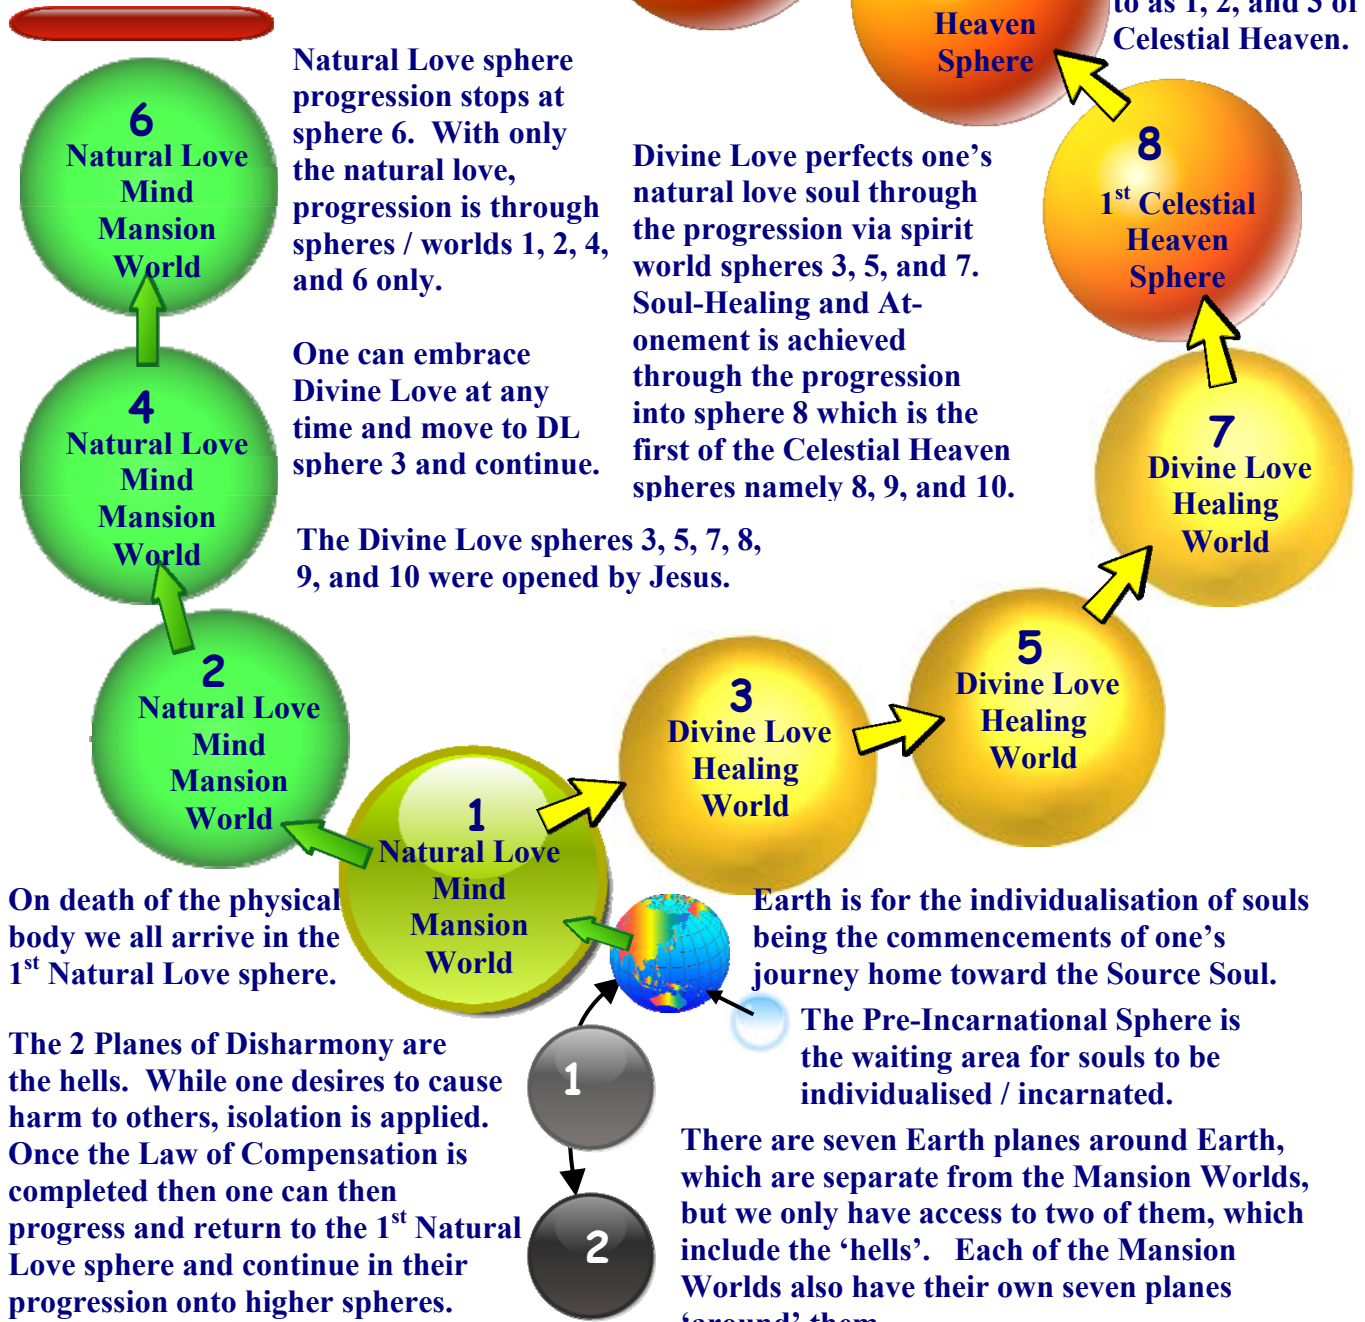 to as 1, 2, and 3 of
Celestial Heaven.
Heaven
Sphere
Natural Love sphere
progression stops at
sphere 6. With only
the natural love,
progression is through
spheres / worlds 1, 2, 4,
and 6 only.
One can embrace
Divine Love at any
time and move to DL
sphere 3 and continue.
6
Natural Love
Mind
Mansion
World
Divine Love perfects one's
natural love soul through
the progression via spirit
world spheres 3, 5, and 7.
Soul-Healing and At-
onement is achieved
through the progression
into sphere 8 which is the
first of the Celestial Heaven
spheres namely 8, 9, and 10.
8
1st Celestial
Heaven
Sphere
4
Natural Love
Mind
Mansion
World
7
Divine Love
Healing
World
The Divine Love spheres 3, 5, 7, 8,
9, and 10 were opened by Jesus.
2
Natural Love
Mind
Mansion
World
3
Divine Love
Healing
World
5
Divine Love
Healing
World
1
Natural Love
Mind
Mansion
World
On death of the physical
body we all arrive in the
1st Natural Love sphere.
Earth is for the individualisation of souls
being the commencements of one's
journey home toward the Source Soul.
The Pre-Incarnational Sphere is
the waiting area for souls to be
individualised / incarnated.
The 2 Planes of Disharmony are
the hells. While one desires to cause
harm to others, isolation is applied.
Once the Law of Compensation is
completed then one can then
progress and return to the 1st Natural
Love sphere and continue in their
progression onto higher spheres.
1
2
There are seven Earth planes around Earth,
which are separate from the Mansion Worlds,
but we only have access to two of them, which
include the 'hells'. Each of the Mansion
Worlds also have their own seven planes
'around' them